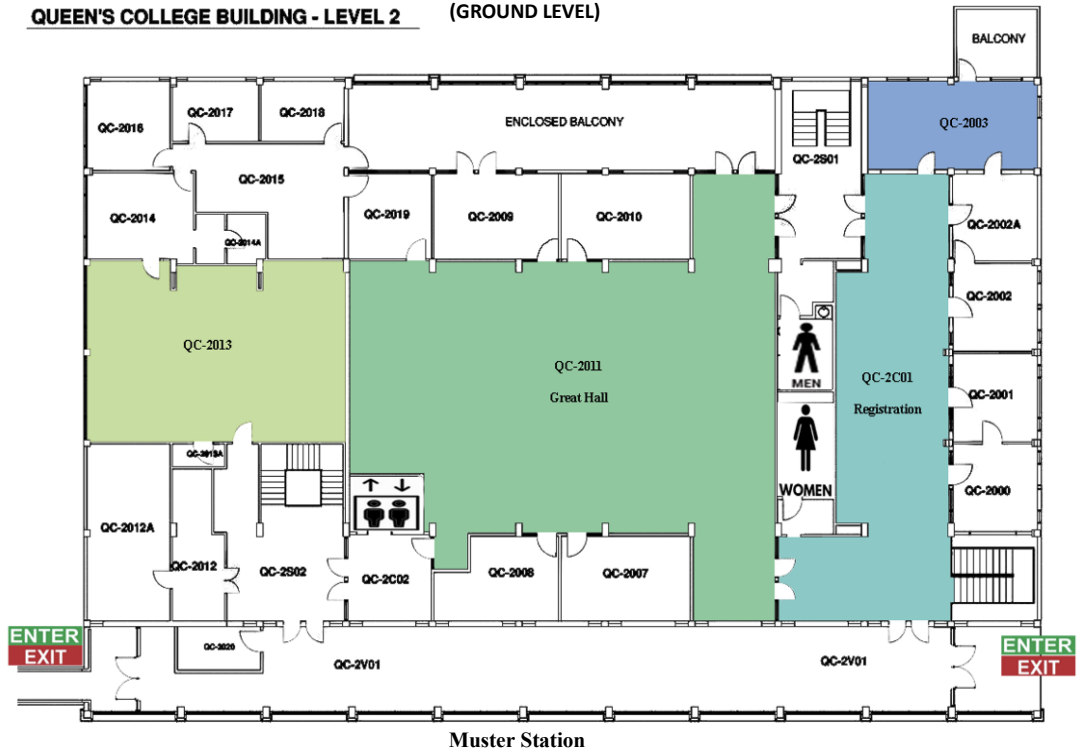 QUEEN'S COLLEGE BUILDING - LEVEL 2
(GROUND LEVEL)
BALCONY
QC-2016
QC-2017
QC-2018
ENCLOSED BALCONY
QC-2S01
QC-2003
QC-2015
QC-2014
QC-2014A
QC-2019
QC-2009
QC-2010
QC-2002A
QC-2002
QC-2013
QC-2011
Great Hall
MEN
QC-2C01
Registration
QC-2001
WOMEN
QC-2000
QC-2012A
QC-2012
QC-2S02
QC-2C02
QC-2007
ENTER
EXIT
QC-2V01
QC-2V01
ENTER
EXIT
Muster Station